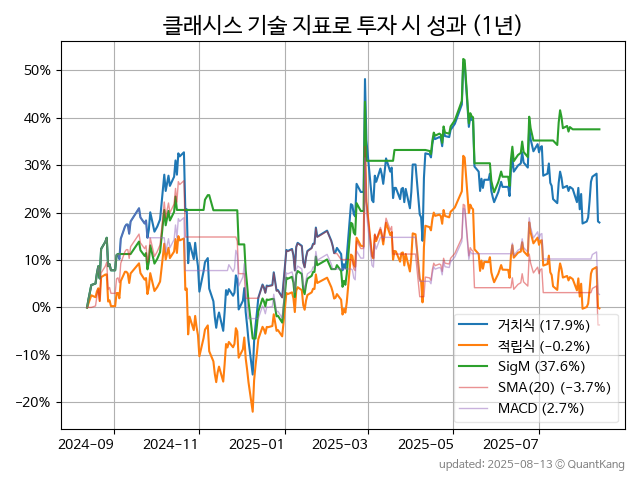 클래시스 기술 지표로 투자 시 성과 (1년)
50%
40%
30%
20%
10%
0%
−10%
−20%
거치식 (17.9%)
적립식 (−0.2%)
SigM (37.6%)
SMA(20) (−3.7%)
MACD (2.7%)
2024-09
2024-11
2025-01
2025-03
2025-05
2025-07
updated: 2025-08-13 ⓒ QuantKang